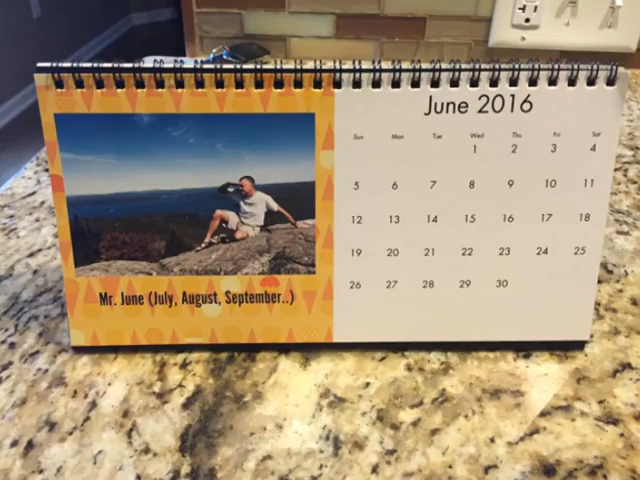 June 2016
Sun Mon Tue Wed Thu Fri Sat
1 2 3 4
5 6 7 8 9 10 11
12 13 14 15 16 17 18
19 20 21 22 23 24 25
26 27 28 29 30
Mr. June (July, August, September..)